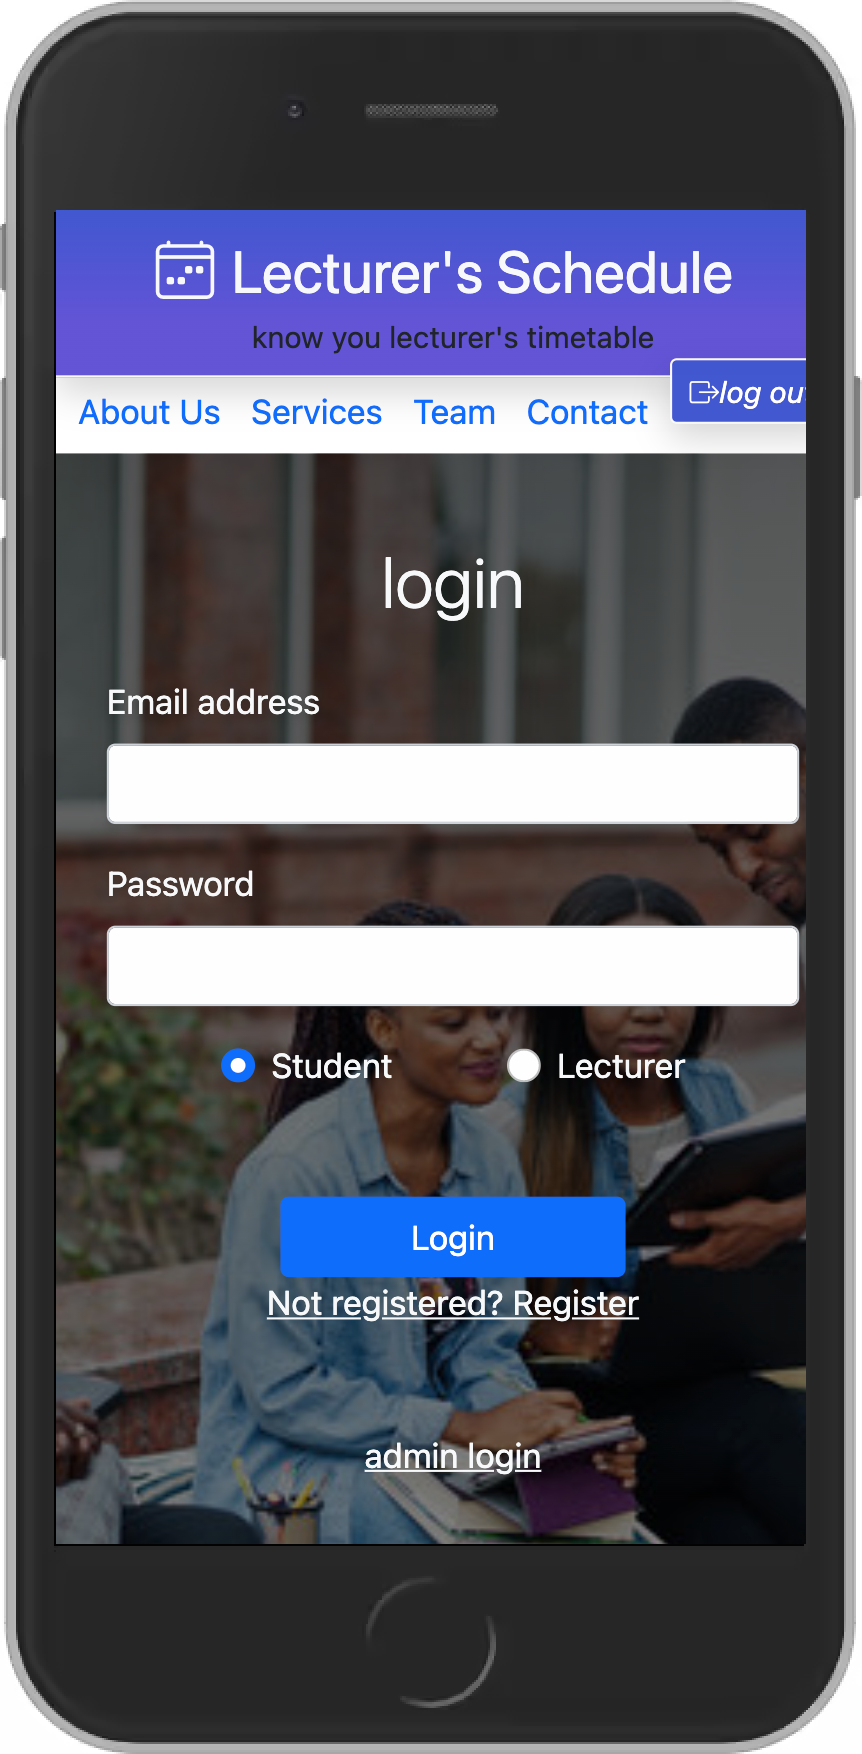 Lecturer's Schedule
know you lecturer's timetable
About Us Services Team Contact log out
login
Email address
Password
Student Lecturer
Login
Not registered? Register
admin login